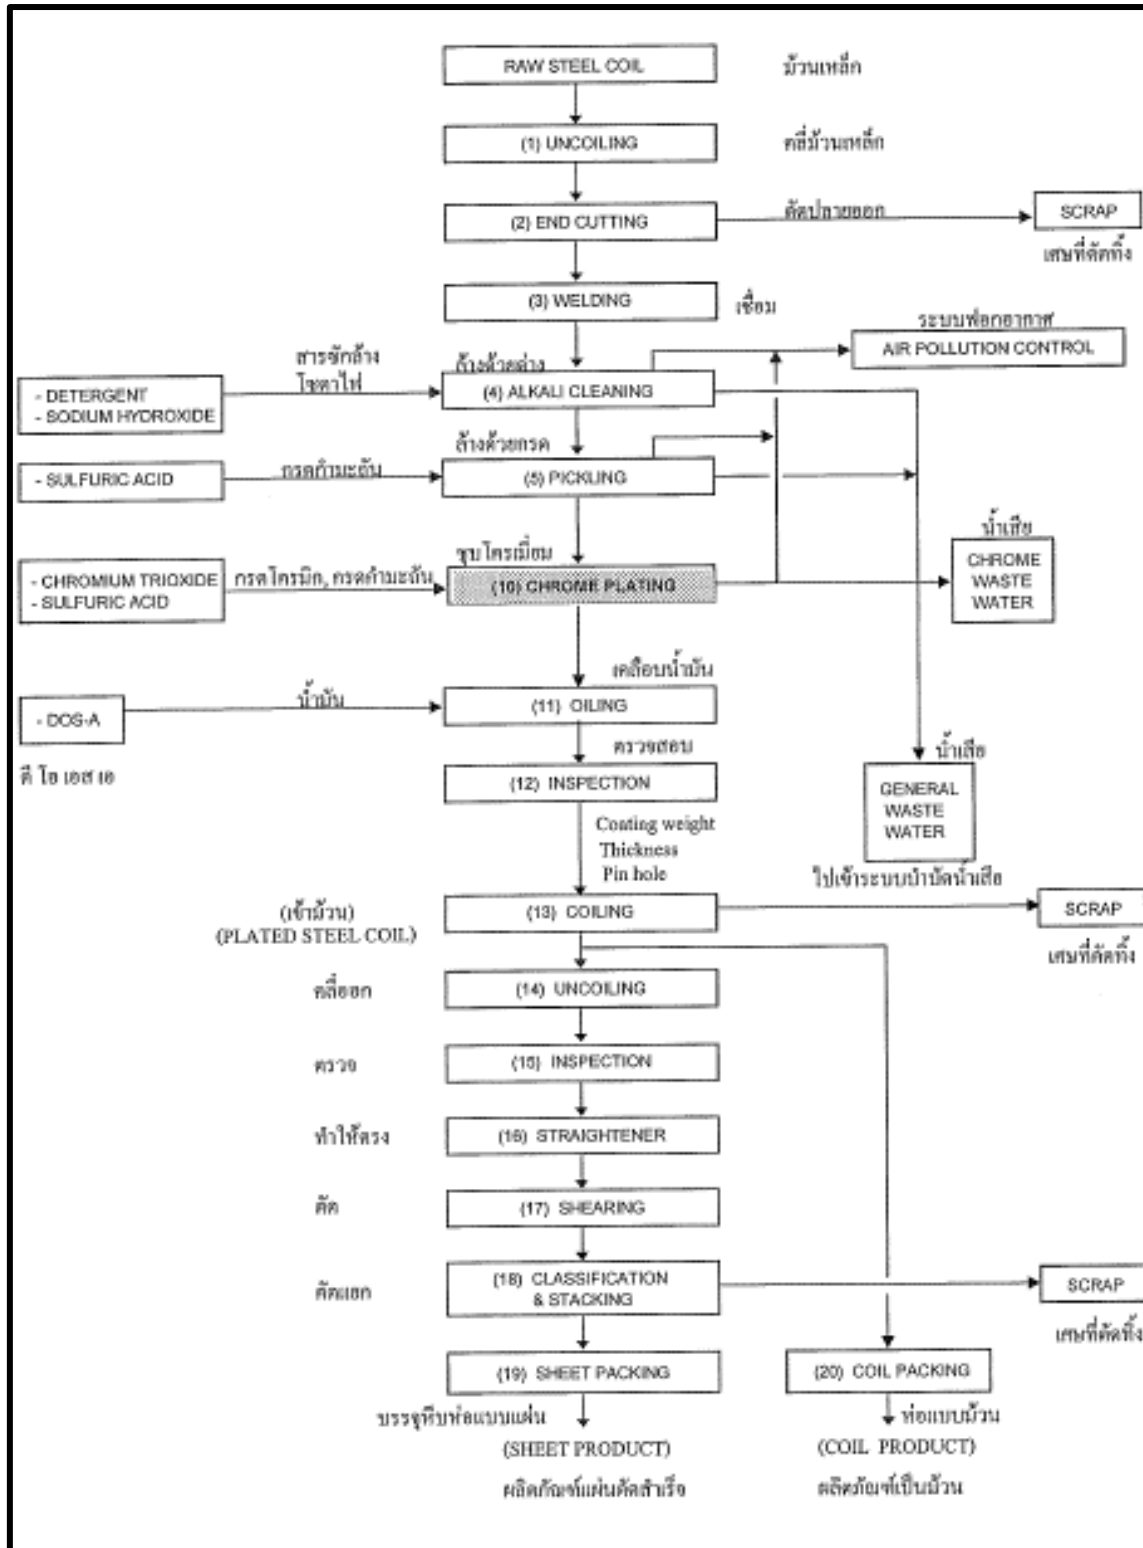 RAW STEEL COIL
ม้วนเหล็ก
(1) UNCOILING
คลี่ม้วนเหล็ก
(2) END CUTTING
ตัดปลายออก
SCRAP
เศษที่ตัดทิ้ง
(3) WELDING
เชื่อม
ระบบฟอกอากาศ
AIR POLLUTION CONTROL
สารซักล้าง
โซดาไฟ
ล้างด้วยด่าง
- DETERGENT
- SODIUM HYDROXIDE
(4) ALKALI CLEANING
ล้างด้วยกรด
- SULFURIC ACID
กรดกำมะถัน
(5) PICKLING
น้ำเสีย
ชุบโครเมี่ยม
- CHROMIUM TRIOXIDE
- SULFURIC ACID
กรดโครมิก, กรดกำมะถัน
(10) CHROME PLATING
CHROME
WASTE
WATER
เคลือบน้ำมัน
- DOS-A
น้ำมัน
(11) OILING
ตรวจสอบ
น้ำเสีย
ดี โอ เอส เอ
(12) INSPECTION
GENERAL
WASTE
WATER
Coating weight
Thickness
Pin hole
ไปเข้าระบบบำบัดน้ำเสีย
(เข้าม้วน)
(PLATED STEEL COIL)
(13) COILING
SCRAP
เศษที่ตัดทิ้ง
คลี่ออก
(14) UNCOILING
ตรวจ
(15) INSPECTION
ทำให้ตรง
(16) STRAIGHTENER
ตัด
(17) SHEARING
คัดแยก
(18) CLASSIFICATION
& STACKING
SCRAP
เศษที่ตัดทิ้ง
(19) SHEET PACKING
(20) COIL PACKING
บรรจุหีบห่อแบบแผ่น
ห่อแบบม้วน
(SHEET PRODUCT)
(COIL PRODUCT)
ผลิตภัณฑ์แผ่นตัดสำเร็จ
ผลิตภัณฑ์เป็นม้วน